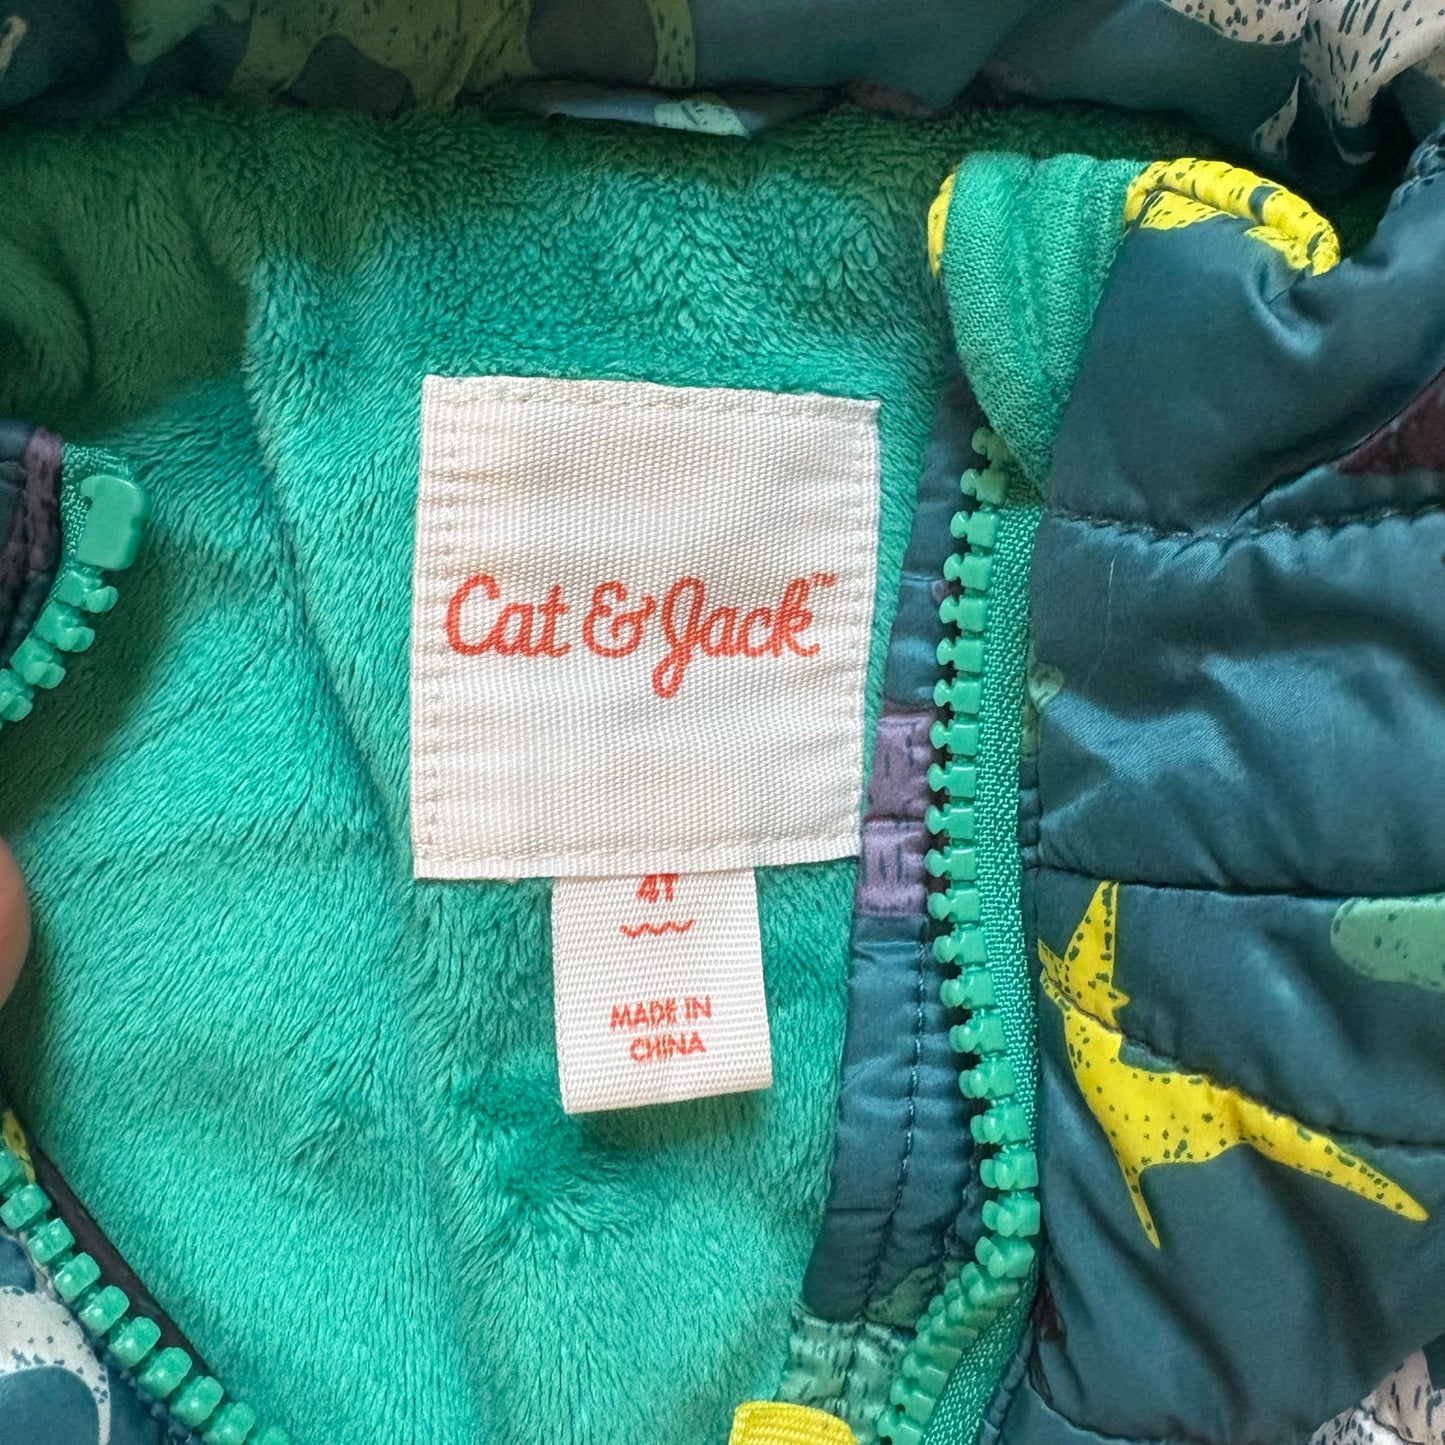 Cat & Jack™
4T
MADE IN
CHINA